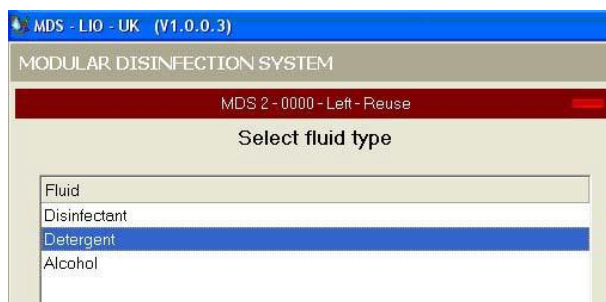 MDS - LIO - UK (V1.0.0.3)
MODULAR DISINFECTION SYSTEM
MDS 2 - 0000 - Left - Reuse
Select fluid type
Fluid
Disinfectant
Detergent
Alcohol